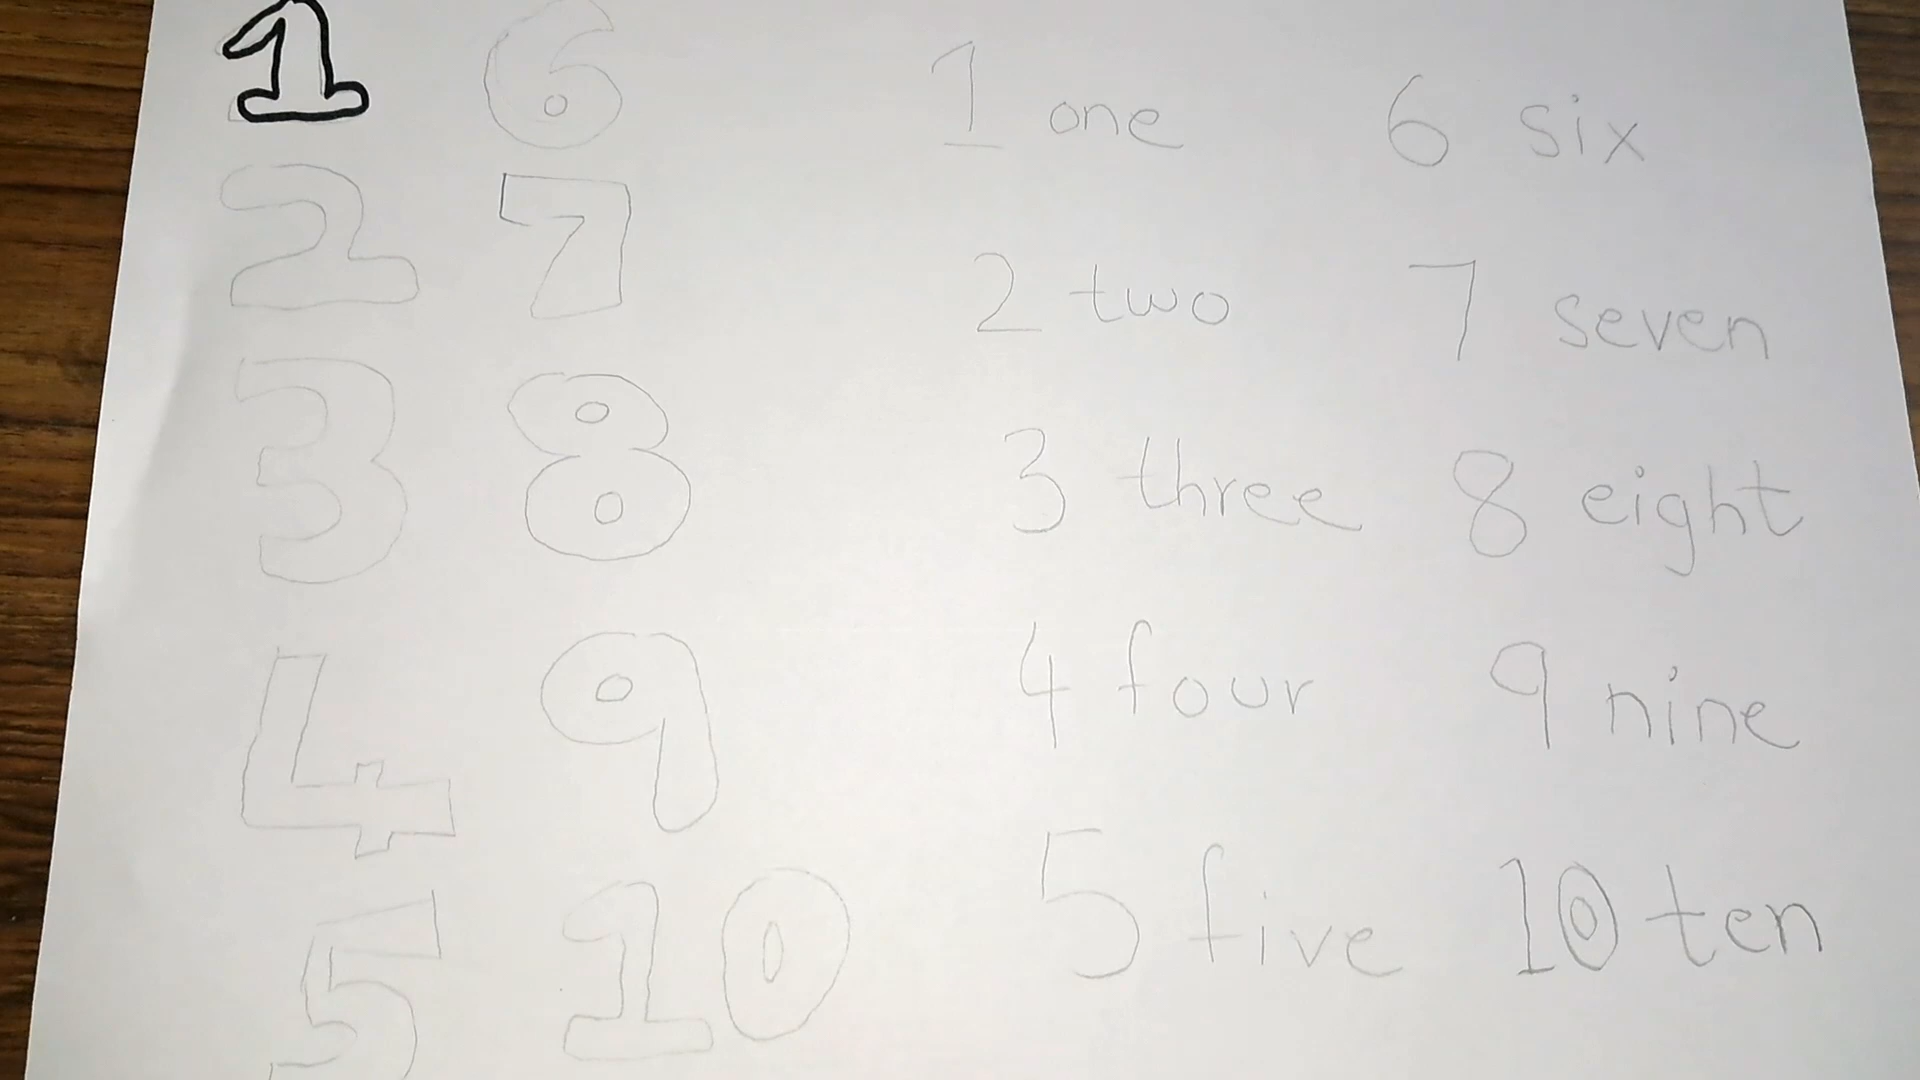 1 6 1 one 6 six
2 7 2 two 7 seven
3 8 3 three 8 eight
4 9 4 four 9 nine
5 10 5 five 10 ten